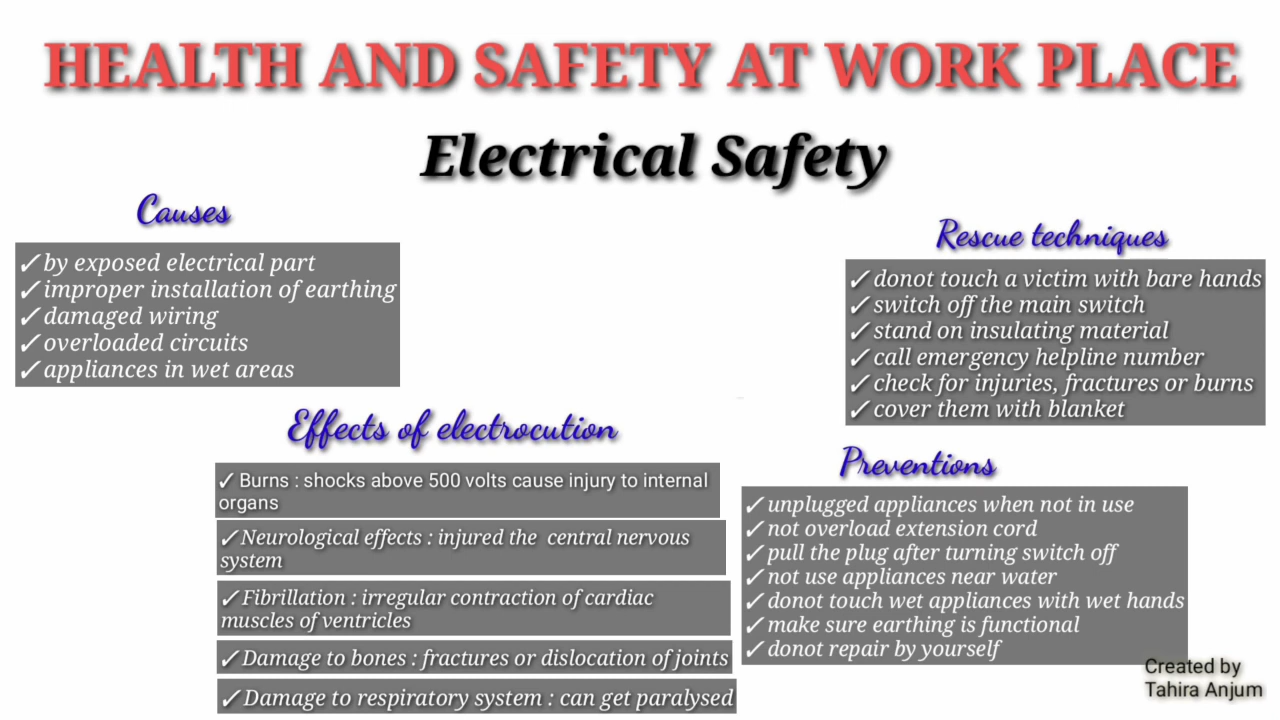 HEALTH AND SAFETY AT WORK PLACE
Electrical Safety
Causes
✓by exposed electrical part
✓improper installation of earthing
✓damaged wiring
✓overloaded circuits
✓appliances in wet areas
Rescue techniques
✓donot touch a victim with bare hands
✓switch off the main switch
✓stand on insulating material
✓call emergency helpline number
✓check for injuries, fractures or burns
✓cover them with blanket
Effects of electrocution
✓ Burns : shocks above 500 volts cause injury to internal
organs
✓Neurological effects : injured the central nervous
system
✓Fibrillation : irregular contraction of cardiac
muscles of ventricles
✓Damage to bones : fractures or dislocation of joints
✓Damage to respiratory system : can get paralysed
Preventions
✓unplugged appliances when not in use
✓not overload extension cord
✓pull the plug after turning switch off
✓not use appliances near water
✓donot touch wet appliances with wet hands
✓make sure earthing is functional
✓donot repair by yourself
Created by
Tahira Anjum